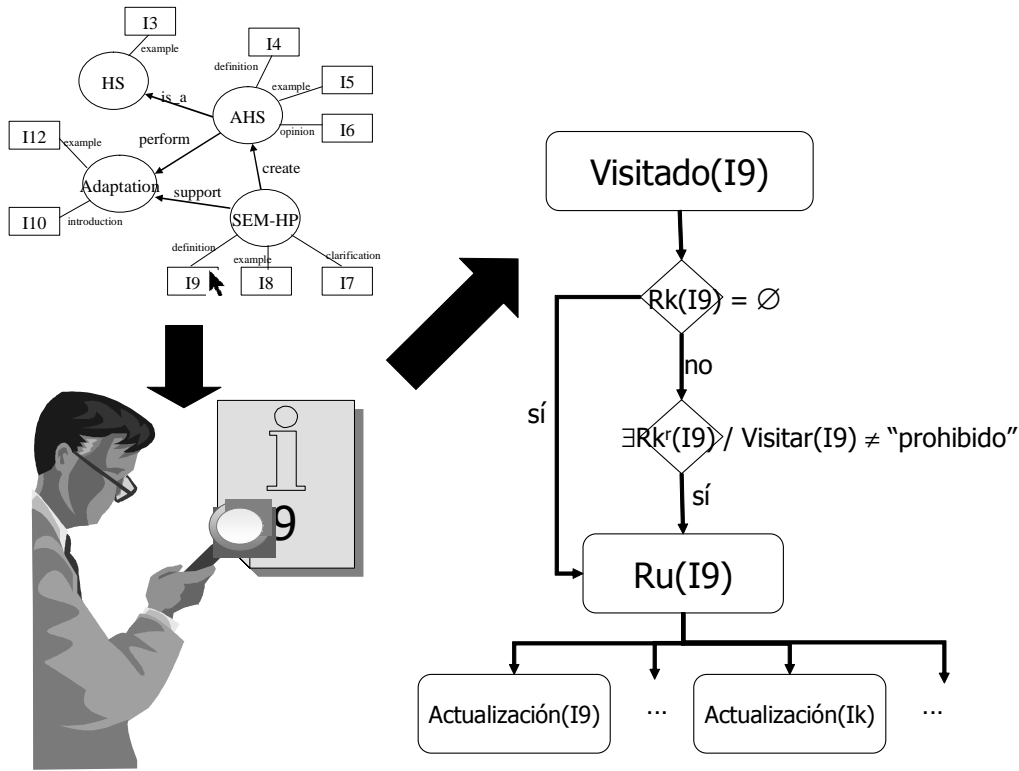 I3
example
HS
is_a
I4
definition
example
I5
AHS
opinion
I6
I12
example
perform
Adaptation
create
support
I10
introduction
SEM-HP
definition
example
clarification
I9
I8
I7
i
9
Visitado(I9)
Rk(I9) = ∅
no
sí
∃Rkʳ(I9) / Visitar(I9) ≠ “prohibido”
sí
Ru(I9)
Actualización(I9)
...
Actualización(Ik)
...